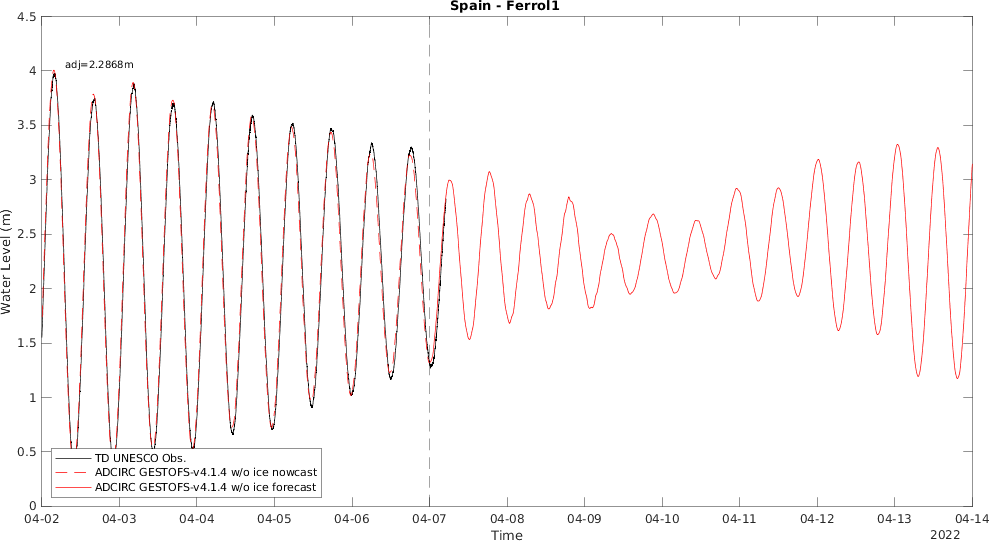 Spain - Ferrol1
4.5
4
3.5
3
2.5
2
1.5
1
0.5
0
Water Level (m)
adj=2.2868m
TD UNESCO Obs.
ADCIRC GESTOFS-v4.1.4 w/o ice nowcast
ADCIRC GESTOFS-v4.1.4 w/o ice forecast
04-02 04-03 04-04 04-05 04-06 04-07 04-08 04-09 04-10 04-11 04-12 04-13 04-14
Time
2022